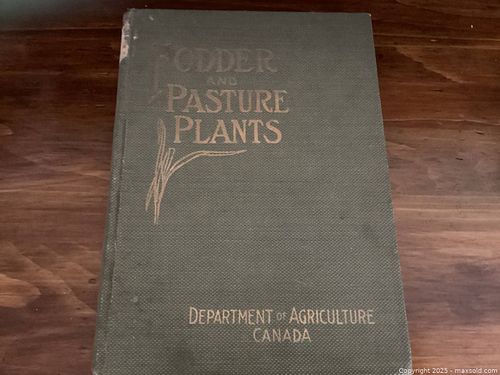 FODDER
AND
PASTURE
PLANTS
DEPARTMENT OF AGRICULTURE
CANADA
Copyright 2025 - maxsold.com